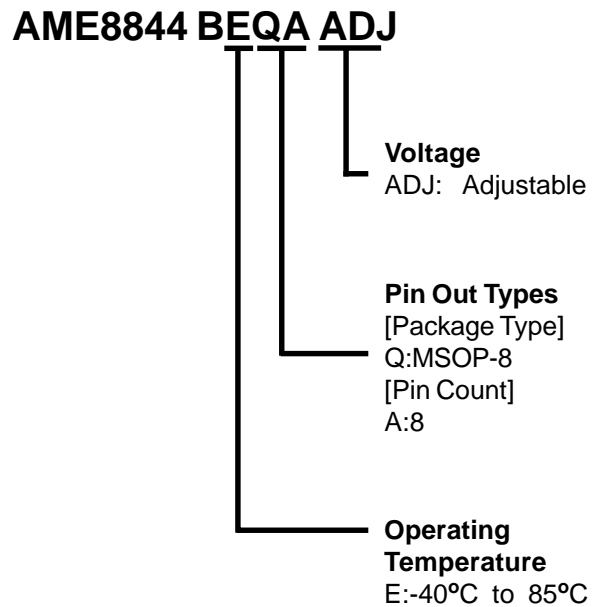 AME8844 BEQA ADJ
Voltage
ADJ: Adjustable
Pin Out Types
[Package Type]
Q:MSOP-8
[Pin Count]
A:8
Operating
Temperature
E:-40ºC to 85ºC